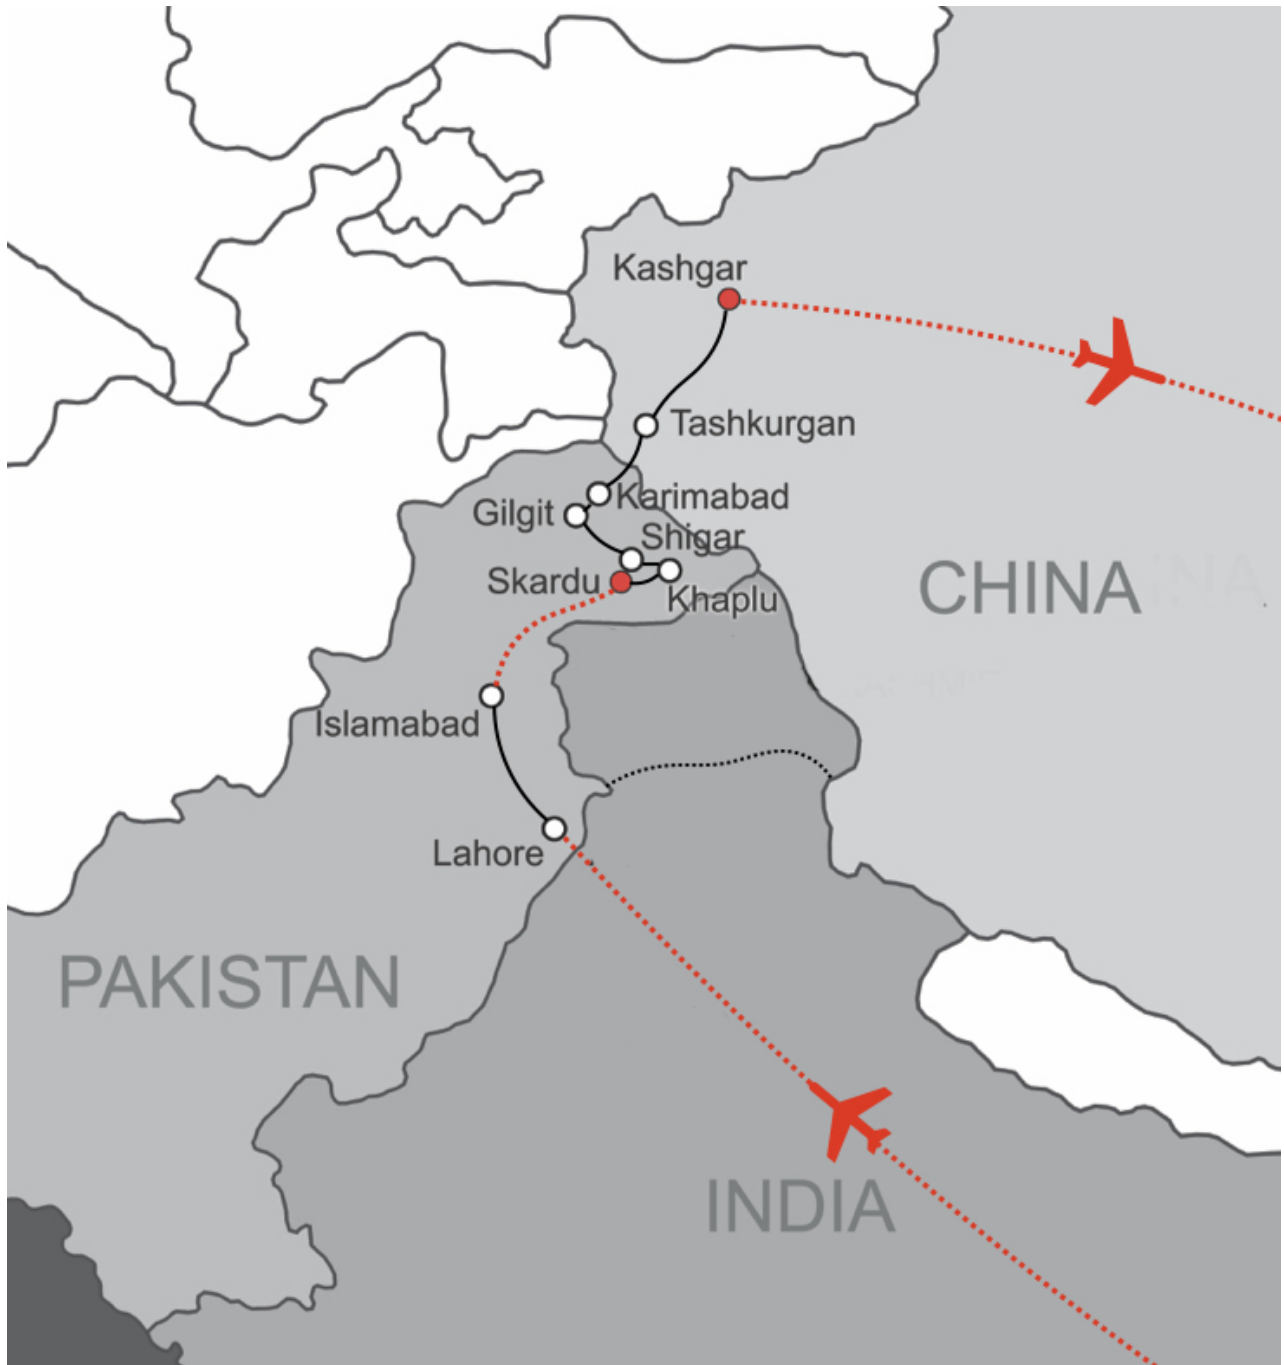 Kashgar
Tashkurgan
Karimabad
Gilgit
Shigar
Skardu
Khaplu
CHINA
Islamabad
Lahore
PAKISTAN
INDIA